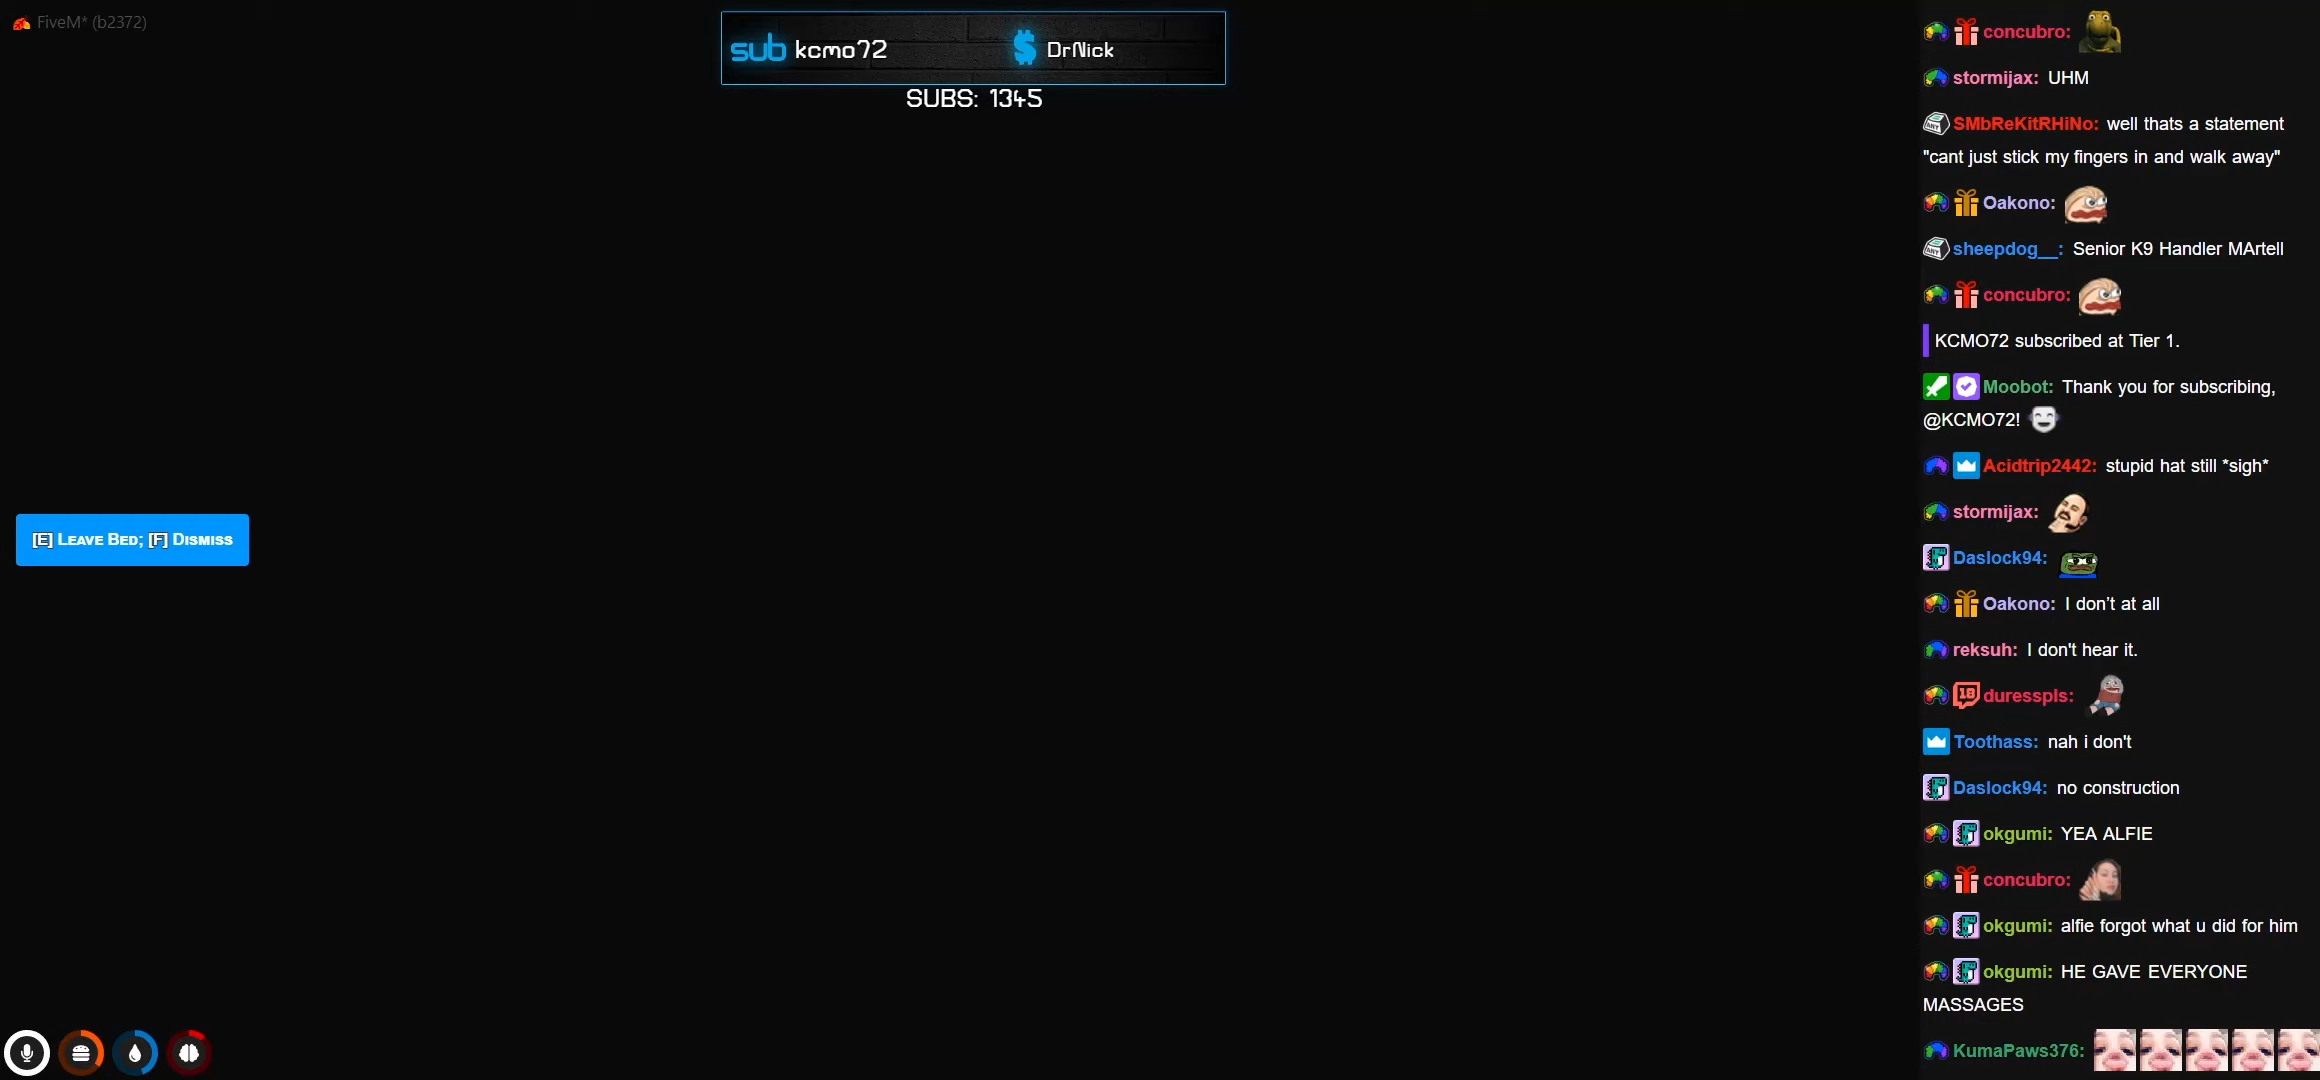 FiveM* (b2372)
sub kcmo72 $ DrNick
SUBS: 1345
[E] LEAVE BED; [F] DISMISS
concubro:
stormijax: UHM
SMbReKitRHiNo: well thats a statement
"cant just stick my fingers in and walk away"
Oakono:
sheepdog__: Senior K9 Handler MArtell
concubro:
KCMO72 subscribed at Tier 1.
Moobot: Thank you for subscribing,
@KCMO72!
Acidtrip2442: stupid hat still *sigh*
stormijax:
Daslock94:
Oakono: I don’t at all
reksuh: I don't hear it.
duresspls:
Toothass: nah i don't
Daslock94: no construction
okgumi: YEA ALFIE
concubro:
okgumi: alfie forgot what u did for him
okgumi: HE GAVE EVERYONE
MASSAGES
KumaPaws376: